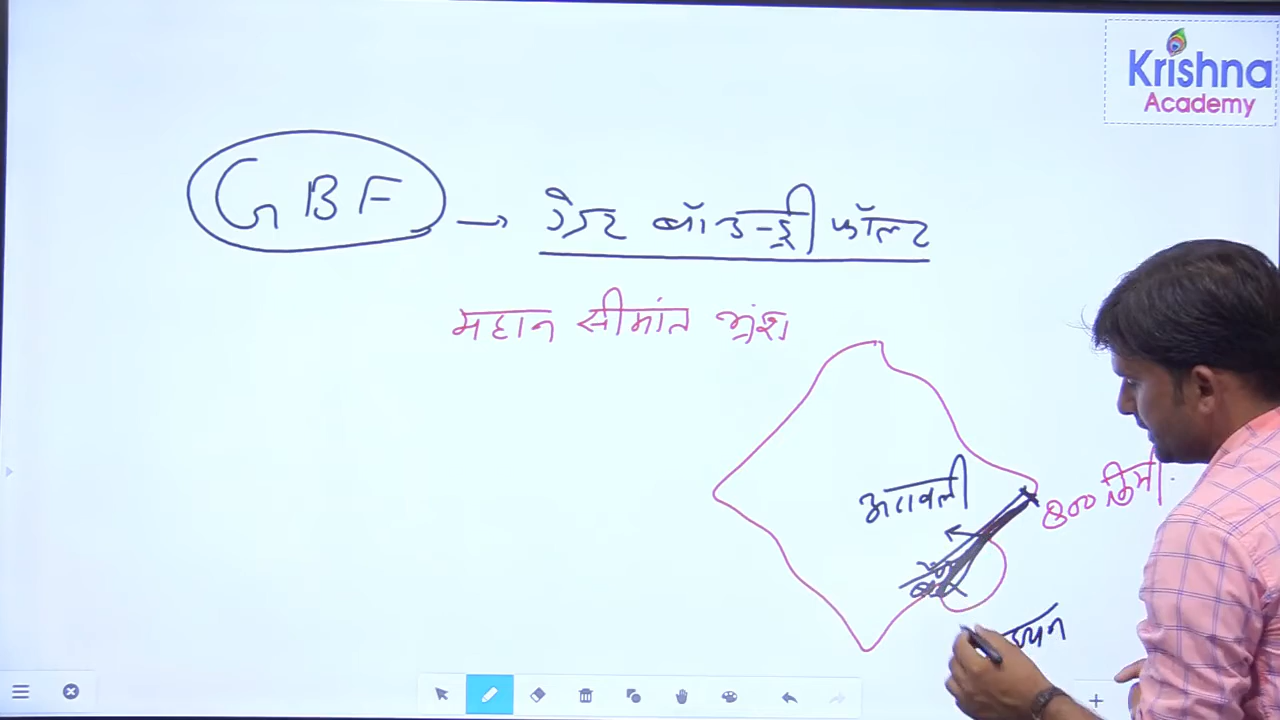 Krishna
Academy
GBF → ग्रेट बॉउन्ड्री फॉल्ट
महान सीमांत भ्रंश
अरावली
800 किमी.